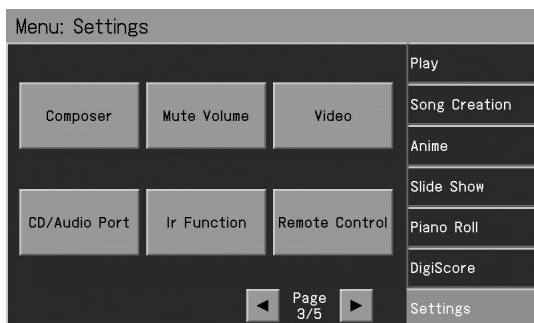 Menu: Settings
Composer
Mute Volume
Video
CD/Audio Port
Ir Function
Remote Control
◀ Page ▶
3/5
Play
Song Creation
Anime
Slide Show
Piano Roll
DigiScore
Settings